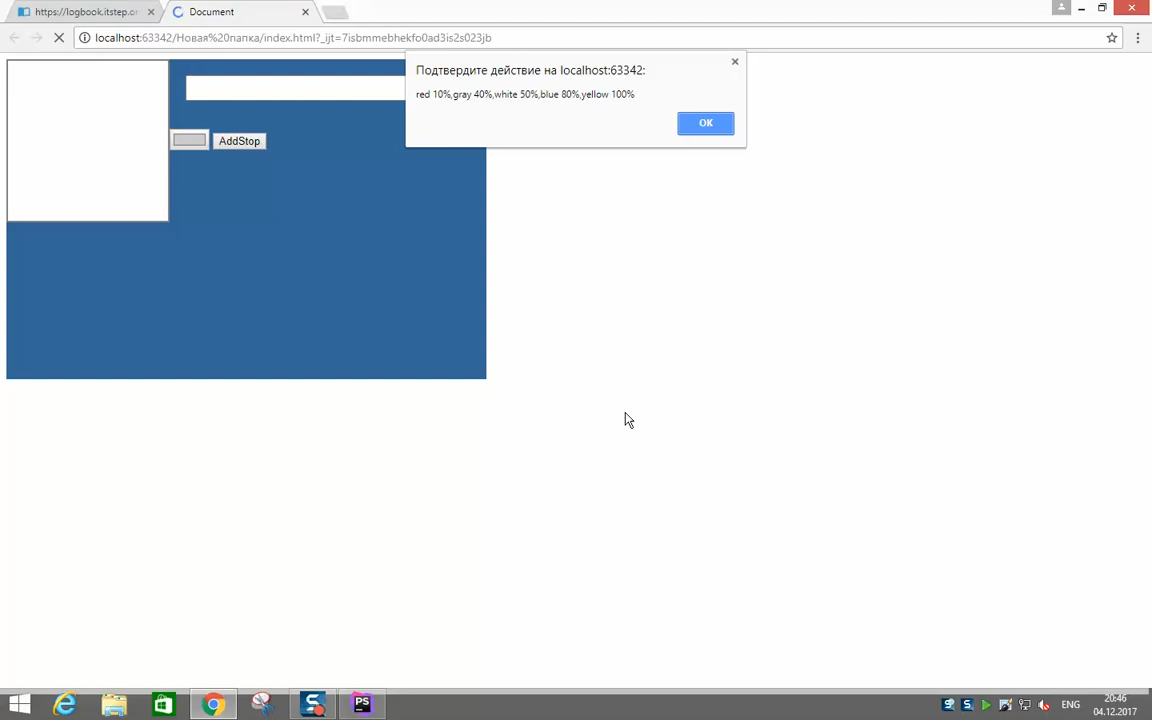 https://logbook.itstep.or
Document
localhost:63342/Новая%20папка/index.html?_ijt=7isbmmebhekfo0ad3is2s023jb
Подтвердите действие на localhost:63342:
red 10%,gray 40%,white 50%,blue 80%,yellow 100%
OK
AddStop
PS
ENG
20:46
04.12.2017